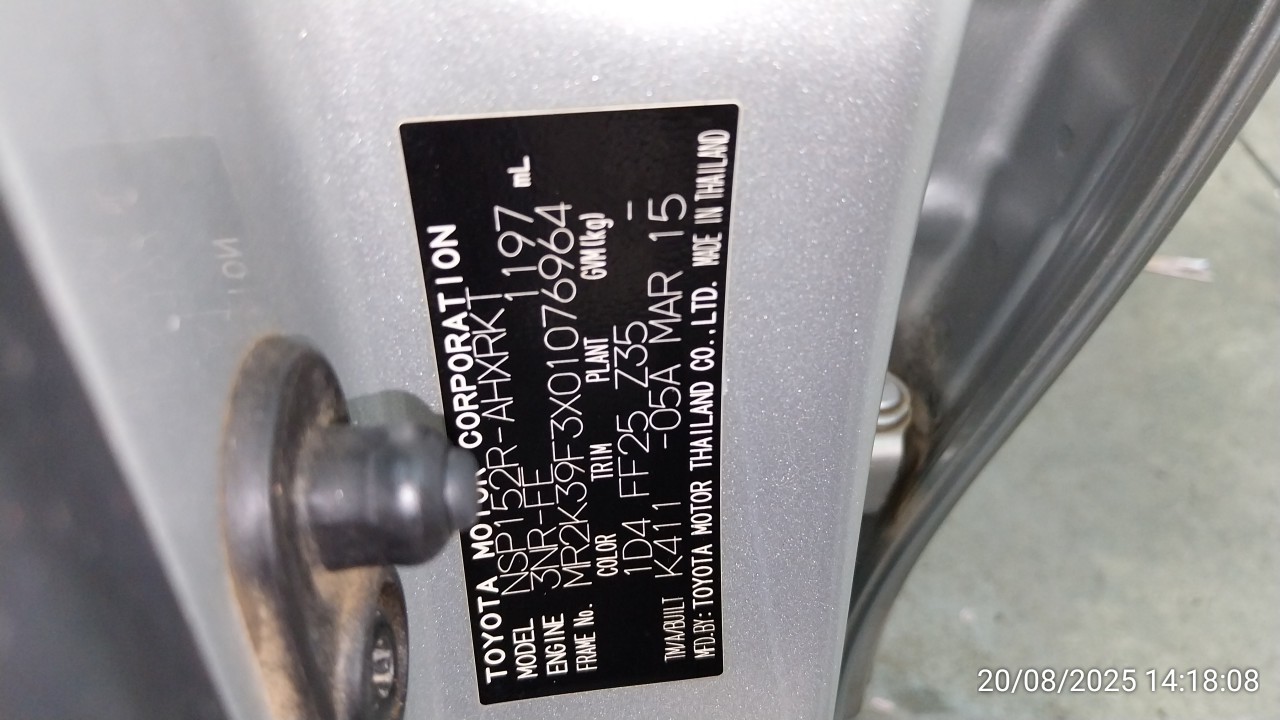 TOYOTA MOTOR CORPORATION
MODEL NSP152R-AHXRKT 1197 mL
ENGINE 3NR-FE
FRAME No. MR2K39F3X01076964
COLOR TRIM PLANT GVM(kg)
1D4 FF25 Z35 -
TM/A/BUILT K411 -05A MAR 15
MFD.BY: TOYOTA MOTOR THAILAND CO.,LTD. MADE IN THAILAND
20/08/2025 14:18:08